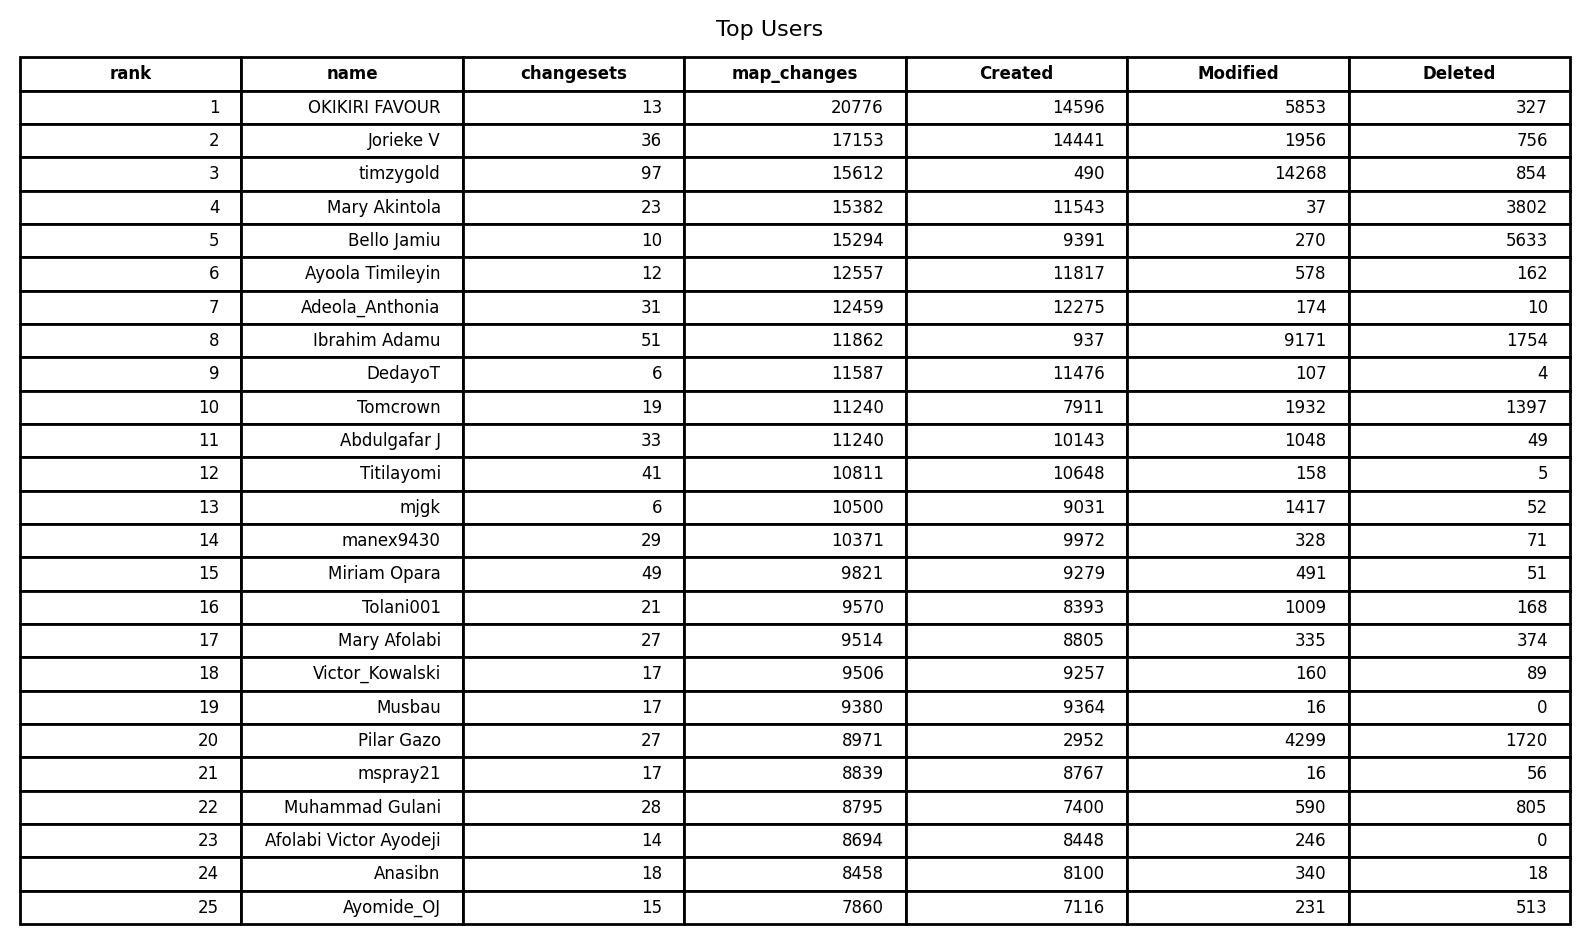 Top Users
rank name changesets map_changes Created Modified Deleted
1 OKIKIRI FAVOUR 13 20776 14596 5853 327
2 Jorieke V 36 17153 14441 1956 756
3 timzygold 97 15612 490 14268 854
4 Mary Akintola 23 15382 11543 37 3802
5 Bello Jamiu 10 15294 9391 270 5633
6 Ayoola Timileyin 12 12557 11817 578 162
7 Adeola_Anthonia 31 12459 12275 174 10
8 Ibrahim Adamu 51 11862 937 9171 1754
9 DedayoT 6 11587 11476 107 4
10 Tomcrown 19 11240 7911 1932 1397
11 Abdulgafar J 33 11240 10143 1048 49
12 Titilayomi 41 10811 10648 158 5
13 mjgk 6 10500 9031 1417 52
14 manex9430 29 10371 9972 328 71
15 Miriam Opara 49 9821 9279 491 51
16 Tolani001 21 9570 8393 1009 168
17 Mary Afolabi 27 9514 8805 335 374
18 Victor_Kowalski 17 9506 9257 160 89
19 Musbau 17 9380 9364 16 0
20 Pilar Gazo 27 8971 2952 4299 1720
21 mspray21 17 8839 8767 16 56
22 Muhammad Gulani 28 8795 7400 590 805
23 Afolabi Victor Ayodeji 14 8694 8448 246 0
24 Anasibn 18 8458 8100 340 18
25 Ayomide_OJ 15 7860 7116 231 513